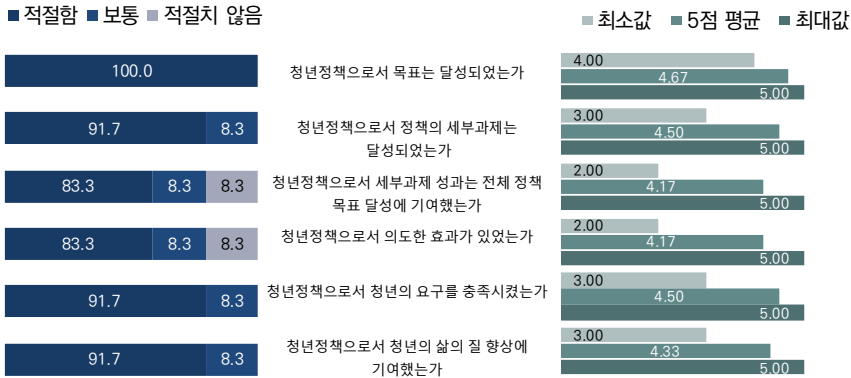 적절함 보통 적절치 않음
최소값 5점 평균 최대값
100.0
청년정책으로서 목표는 달성되었는가
4.00
4.67
5.00
91.7 8.3
청년정책으로서 정책의 세부과제는
달성되었는가
3.00
4.50
5.00
83.3 8.3 8.3
청년정책으로서 세부과제 성과는 전체 정책
목표 달성에 기여했는가
2.00
4.17
5.00
83.3 8.3 8.3
청년정책으로서 의도한 효과가 있었는가
2.00
4.17
5.00
91.7 8.3
청년정책으로서 청년의 요구를 충족시켰는가
3.00
4.50
5.00
91.7 8.3
청년정책으로서 청년의 삶의 질 향상에
기여했는가
3.00
4.33
5.00